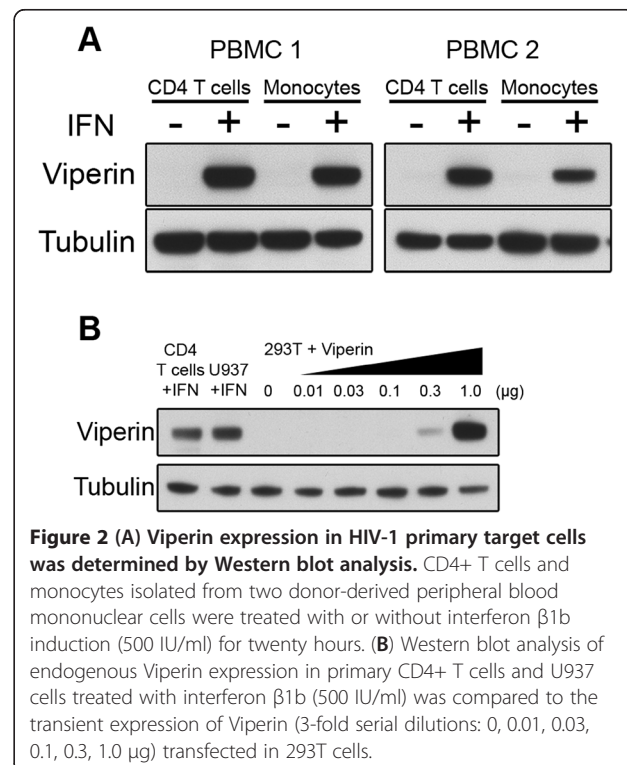 A
PBMC 1 PBMC 2
CD4 T cells Monocytes CD4 T cells Monocytes
IFN - + - + - + - +
Viperin
Tubulin
B
CD4 293T + Viperin
T cells U937
+IFN +IFN 0 0.01 0.03 0.1 0.3 1.0 (µg)
Viperin
Tubulin
Figure 2 (A) Viperin expression in HIV-1 primary target cells
was determined by Western blot analysis. CD4+ T cells and
monocytes isolated from two donor-derived peripheral blood
mononuclear cells were treated with or without interferon β1b
induction (500 IU/ml) for twenty hours. (B) Western blot analysis of
endogenous Viperin expression in primary CD4+ T cells and U937
cells treated with interferon β1b (500 IU/ml) was compared to the
transient expression of Viperin (3-fold serial dilutions: 0, 0.01, 0.03,
0.1, 0.3, 1.0 µg) transfected in 293T cells.